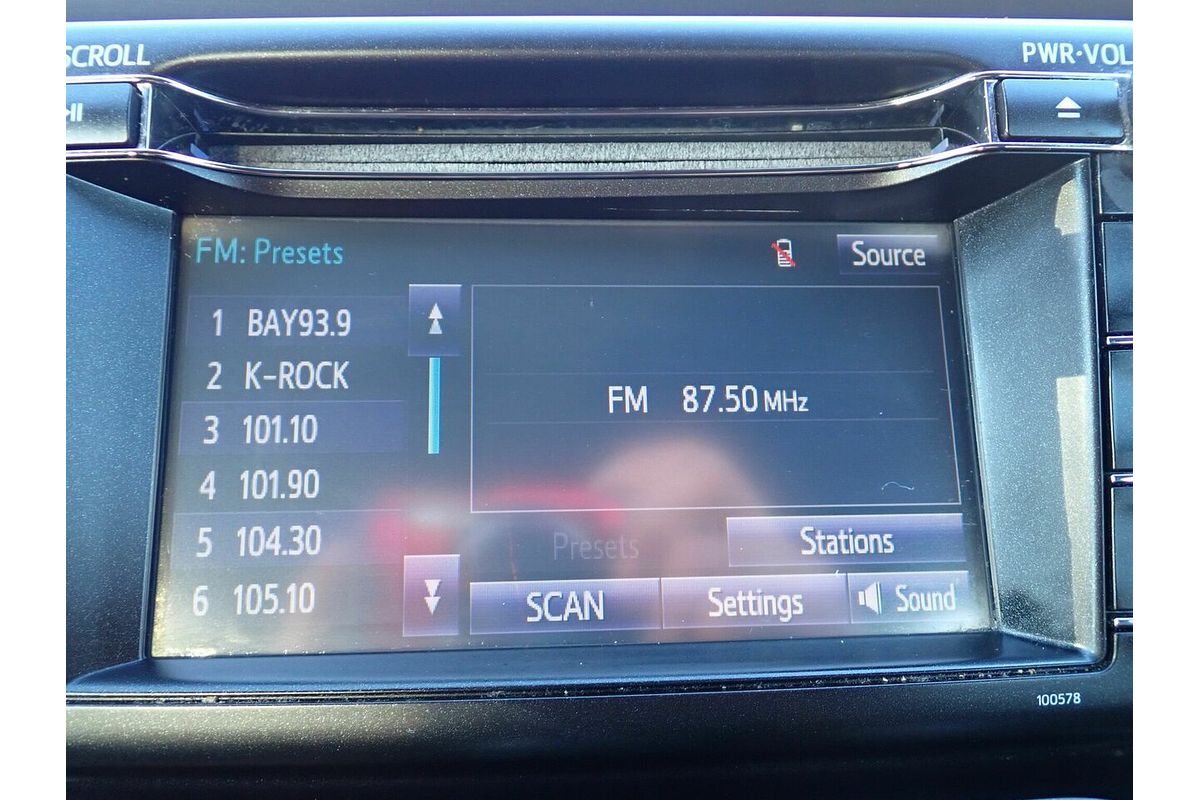 SCROLL
PWR·VOL
FM: Presets
Source
1 BAY93.9
2 K-ROCK
3 101.10
4 101.90
5 104.30
6 105.10
FM 87.50 MHz
Presets
Stations
SCAN
Settings
Sound
100578